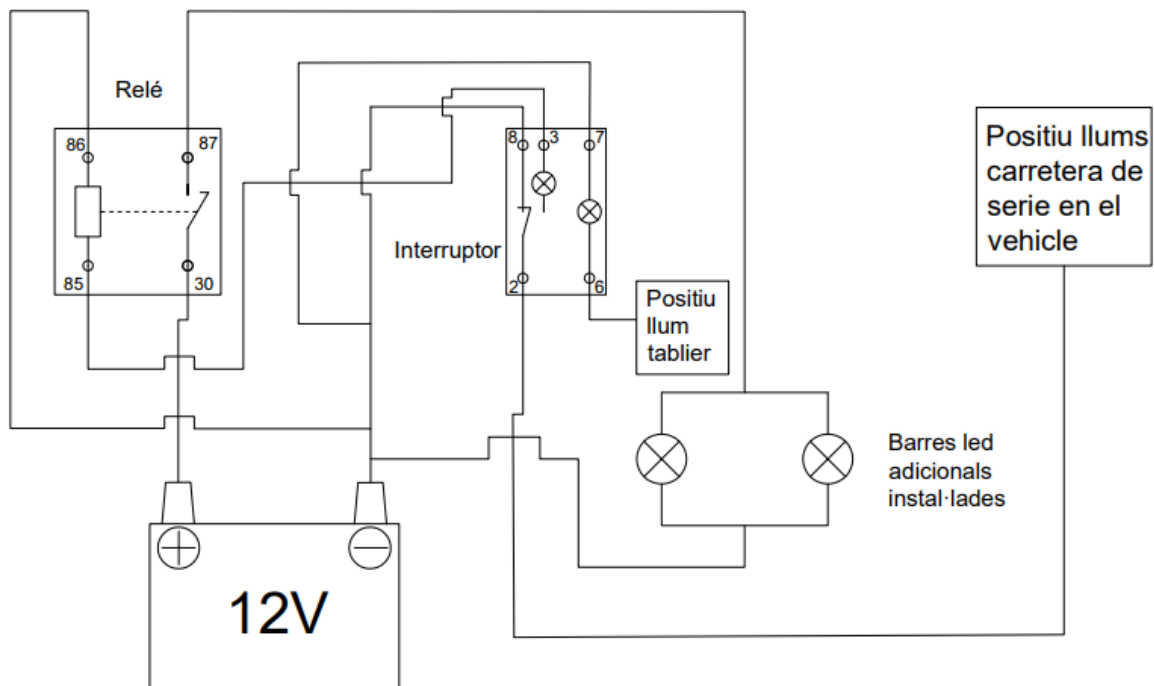 Relé
86
87
85
30
8
3
7
Interruptor
2
6
Positiu
llum
tablier
Positiu llums
carretera de
serie en el
vehicle
Barres led
adicionals
instal·lades
12V